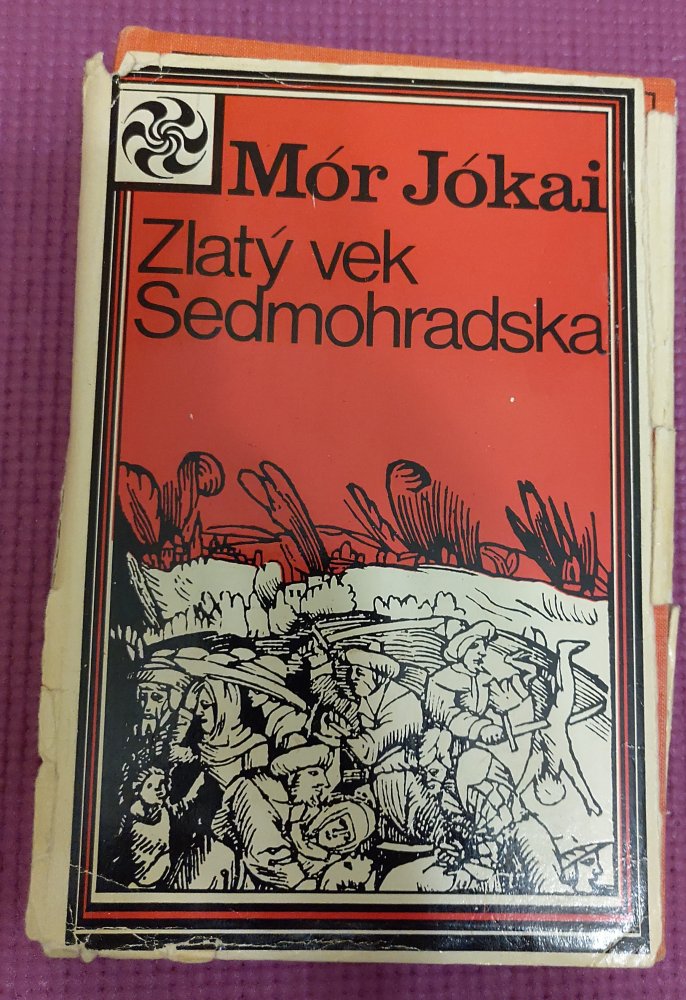 Mór Jókai
Zlatý vek
Sedmohradska